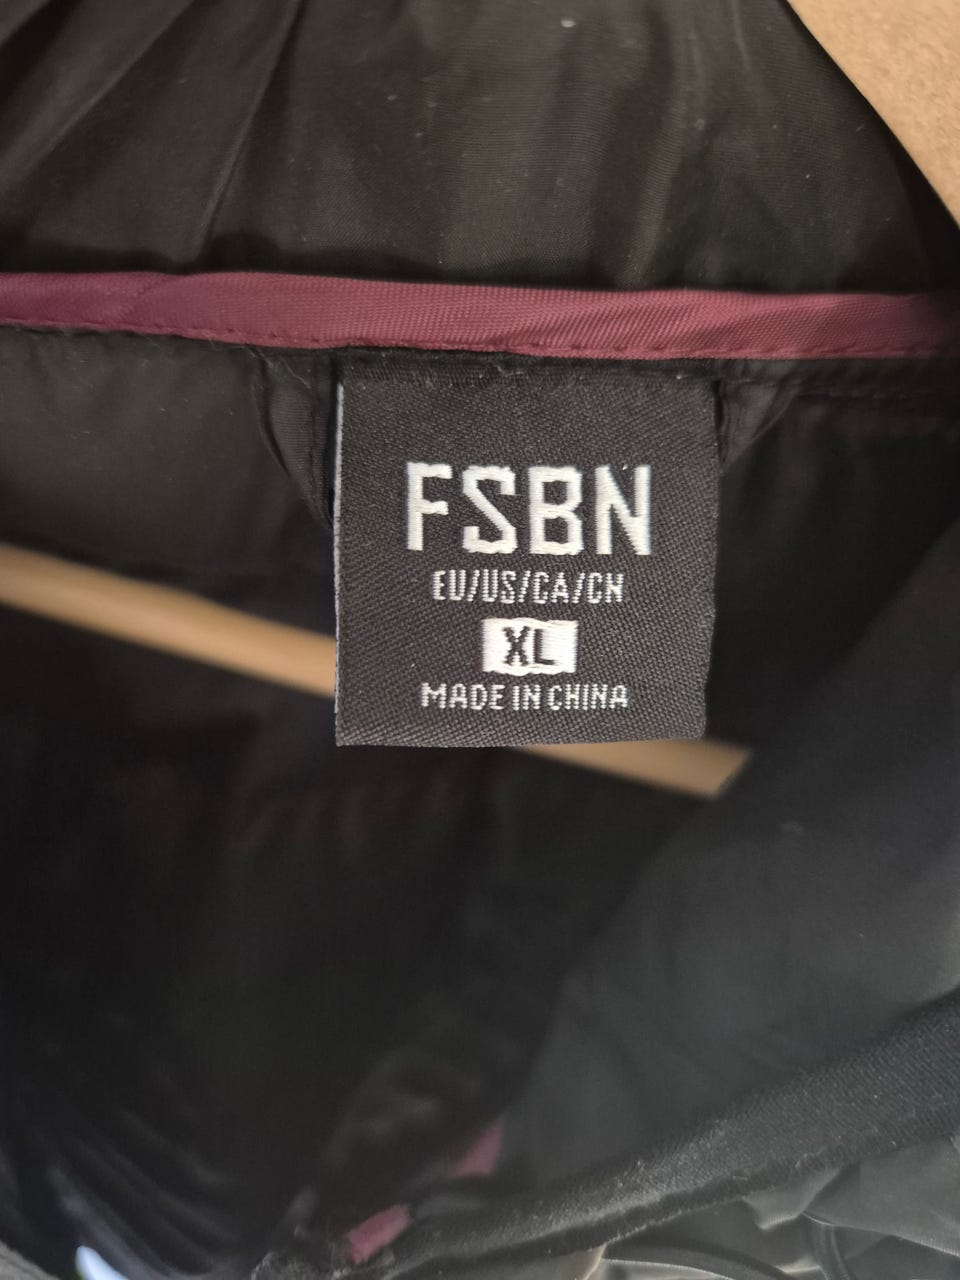 FSBN
EU/US/CA/CN
XL
MADE IN CHINA